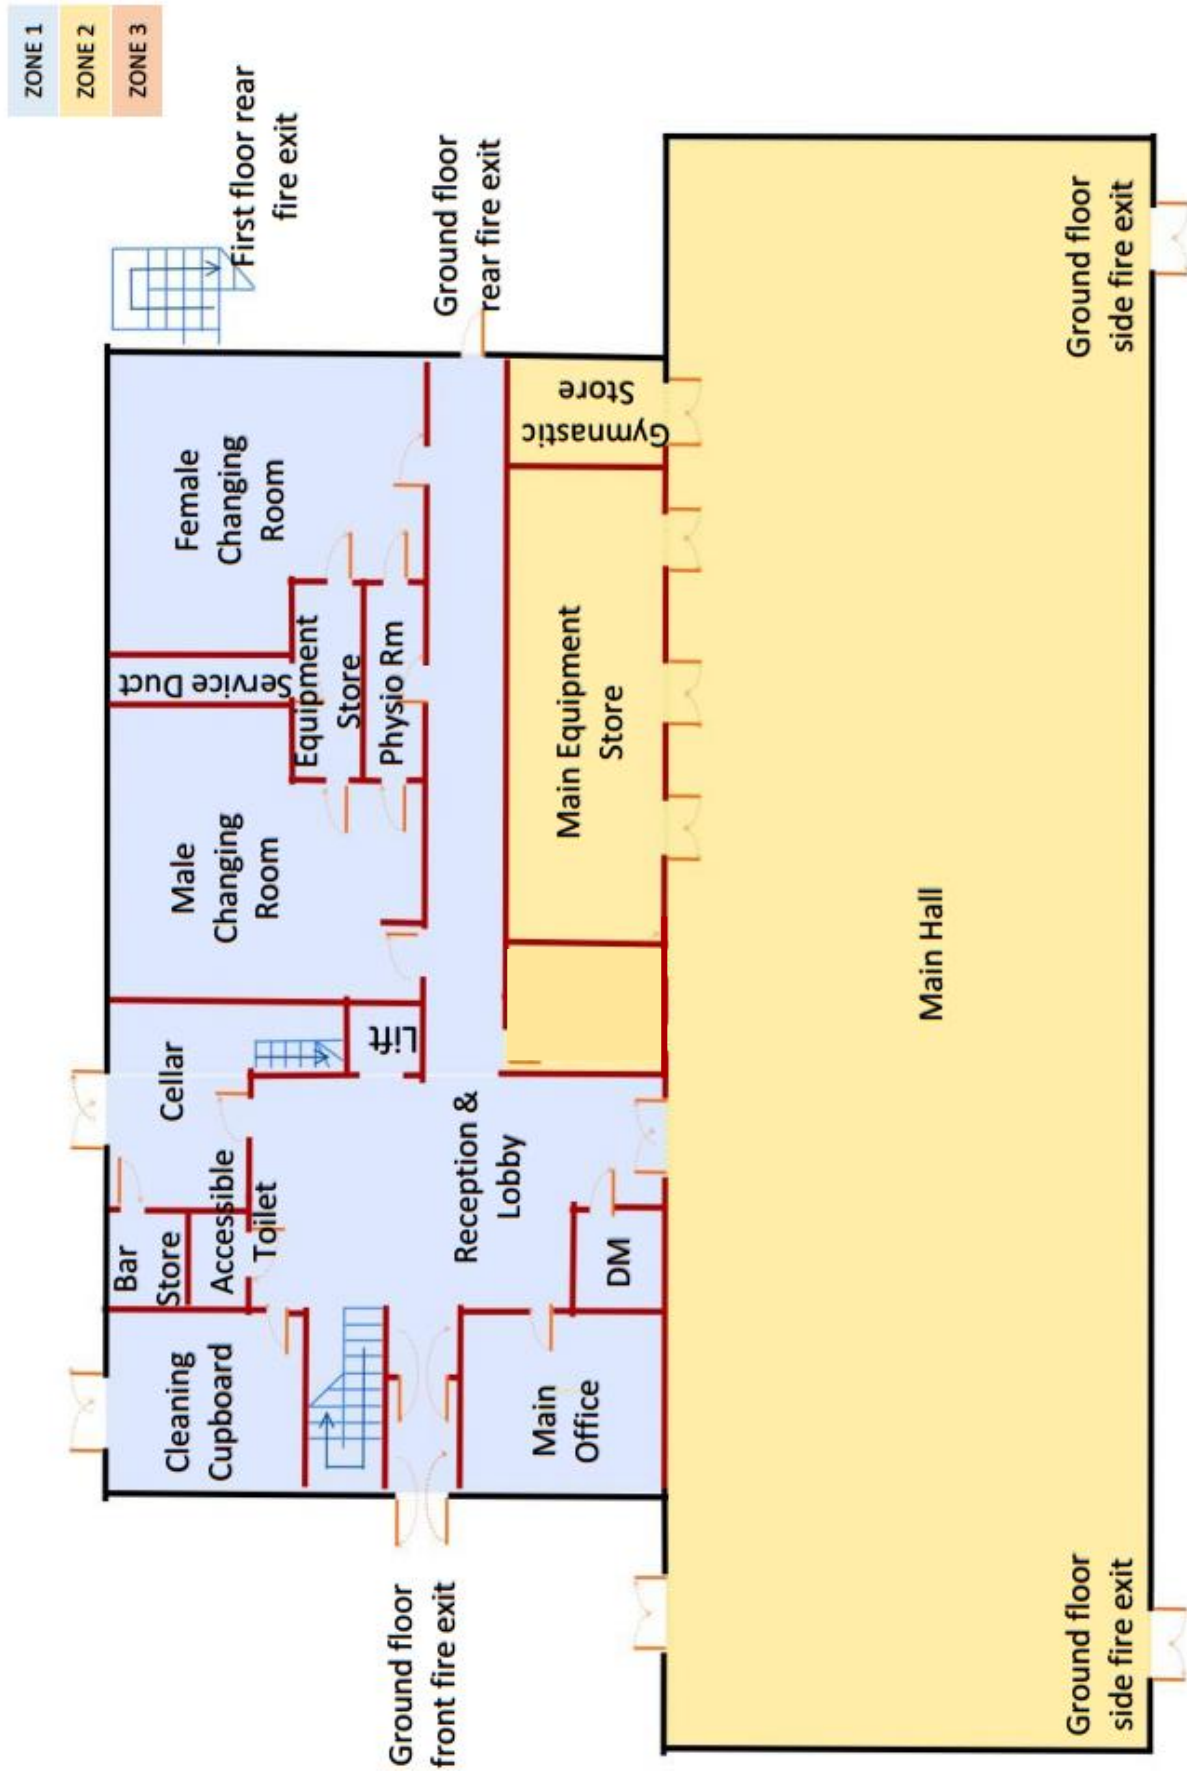 ZONE 1
ZONE 2
ZONE 3
First floor rear
fire exit
Ground floor
rear fire exit
Female
Changing
Room
Gymnastic
Store
Service Duct
Equipment
Store
Physio Rm
Main Equipment
Store
Male
Changing
Room
Cellar
Lift
Reception &
Lobby
Bar
Store
Accessible
Toilet
DM
Cleaning
Cupboard
Main
Office
Main Hall
Ground floor
front fire exit
Ground floor
side fire exit
Ground floor
side fire exit